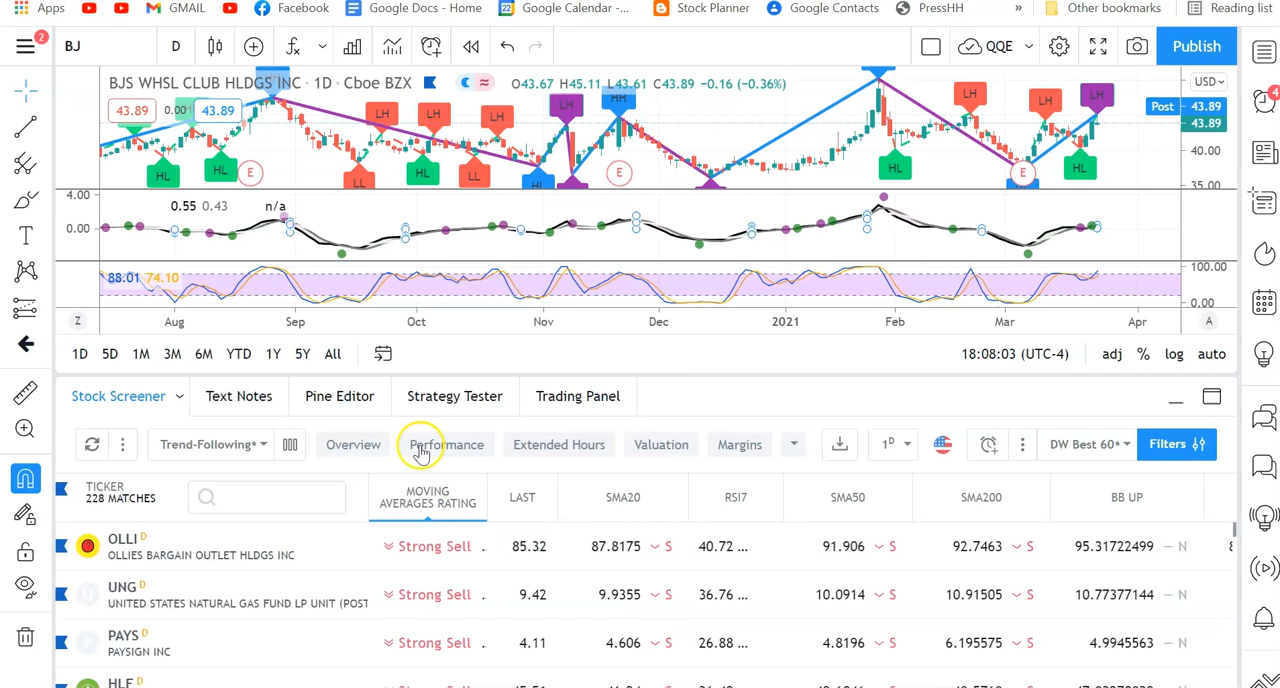 Apps GMAIL Facebook Google Docs - Home Google Calendar -... Stock Planner Google Contacts PressHH » Other bookmarks Reading list
2 BJ D QQE Publish
BJS WHSL CLUB HLDGS INC · 1D · Cboe BZX O43.67 H45.11 L43.61 C43.89 −0.16 (−0.36%) USD
43.89 0.00 43.89
HH
LH LH LH LH LH LH LH
Post 43.89
43.89
40.00
35.00
HL HL E LL HL LL HL E HL E HL
4
4.00
0.00
0.55 0.43 n/a
88.01 74.10
100.00
0.00
Z Aug Sep Oct Nov Dec 2021 Feb Mar Apr A
1D 5D 1M 3M 6M YTD 1Y 5Y All 18:08:03 (UTC-4) adj % log auto
Stock Screener Text Notes Pine Editor Strategy Tester Trading Panel
Trend-Following* Overview Performance Extended Hours Valuation Margins 1D DW Best 60* Filters
TICKER
228 MATCHES
MOVING
AVERAGES RATING
LAST SMA20 RSI7 SMA50 SMA200 BB UP
OLLI D
OLLIES BARGAIN OUTLET HLDGS INC
Strong Sell .. 85.32 87.8175 S 40.72 ... 91.906 S 92.7463 S 95.31722499 — N
UNG D
UNITED STATES NATURAL GAS FUND LP UNIT (POST
Strong Sell .. 9.42 9.9355 S 36.76 ... 10.0914 S 10.91505 S 10.77377144 — N
PAYS D
PAYSIGN INC
Strong Sell .. 4.11 4.606 S 26.88 ... 4.8196 S 6.195575 S 4.9945563 — N
HLF D